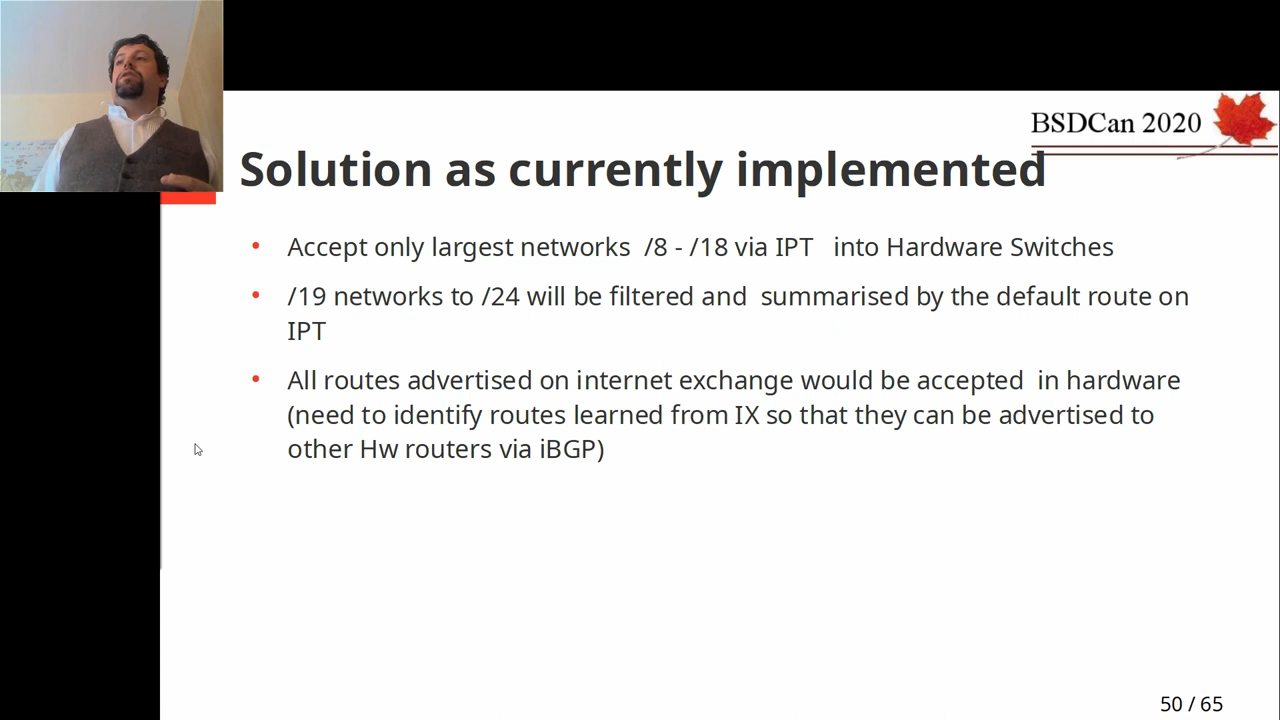 BSDCan 2020
Solution as currently implemented
• Accept only largest networks /8 - /18 via IPT into Hardware Switches
• /19 networks to /24 will be filtered and summarised by the default route on
IPT
• All routes advertised on internet exchange would be accepted in hardware
(need to identify routes learned from IX so that they can be advertised to
other Hw routers via iBGP)
50 / 65